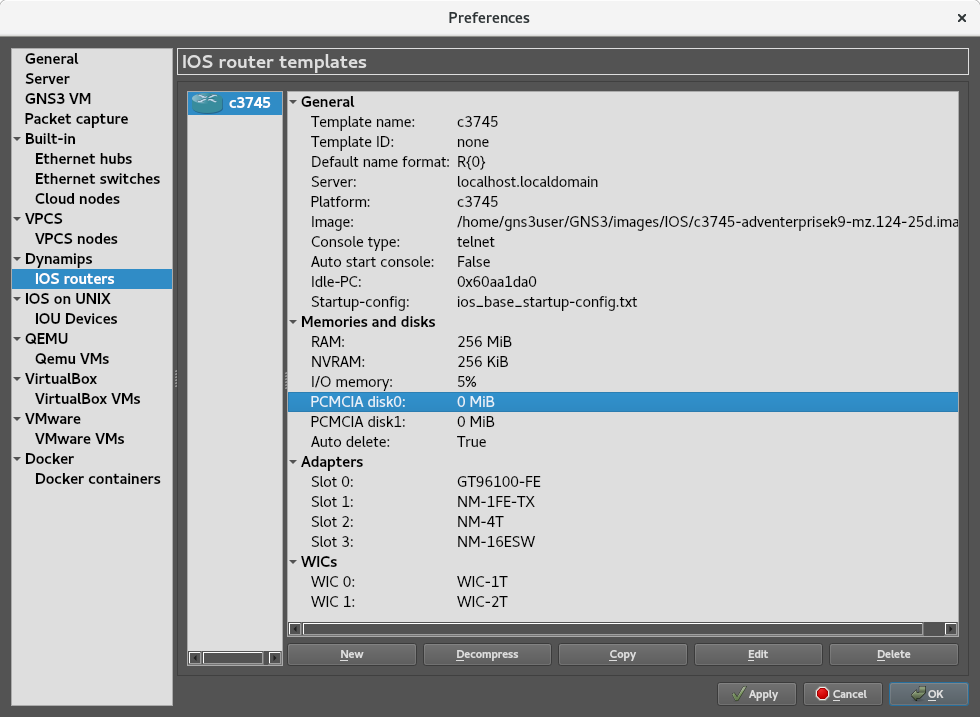 Preferences
General
Server
GNS3 VM
Packet capture
Built-in
Ethernet hubs
Ethernet switches
Cloud nodes
VPCS
VPCS nodes
Dynamips
IOS routers
IOS on UNIX
IOU Devices
QEMU
Qemu VMs
VirtualBox
VirtualBox VMs
VMware
VMware VMs
Docker
Docker containers
IOS router templates
c3745
General
Template name: c3745
Template ID: none
Default name format: R{0}
Server: localhost.localdomain
Platform: c3745
Image: /home/gns3user/GNS3/images/IOS/c3745-adventerprisek9-mz.124-25d.ima
Console type: telnet
Auto start console: False
Idle-PC: 0x60aa1da0
Startup-config: ios_base_startup-config.txt
Memories and disks
RAM: 256 MiB
NVRAM: 256 KiB
I/O memory: 5%
PCMCIA disk0: 0 MiB
PCMCIA disk1: 0 MiB
Auto delete: True
Adapters
Slot 0: GT96100-FE
Slot 1: NM-1FE-TX
Slot 2: NM-4T
Slot 3: NM-16ESW
WICs
WIC 0: WIC-1T
WIC 1: WIC-2T
New Decompress Copy Edit Delete
Apply Cancel OK